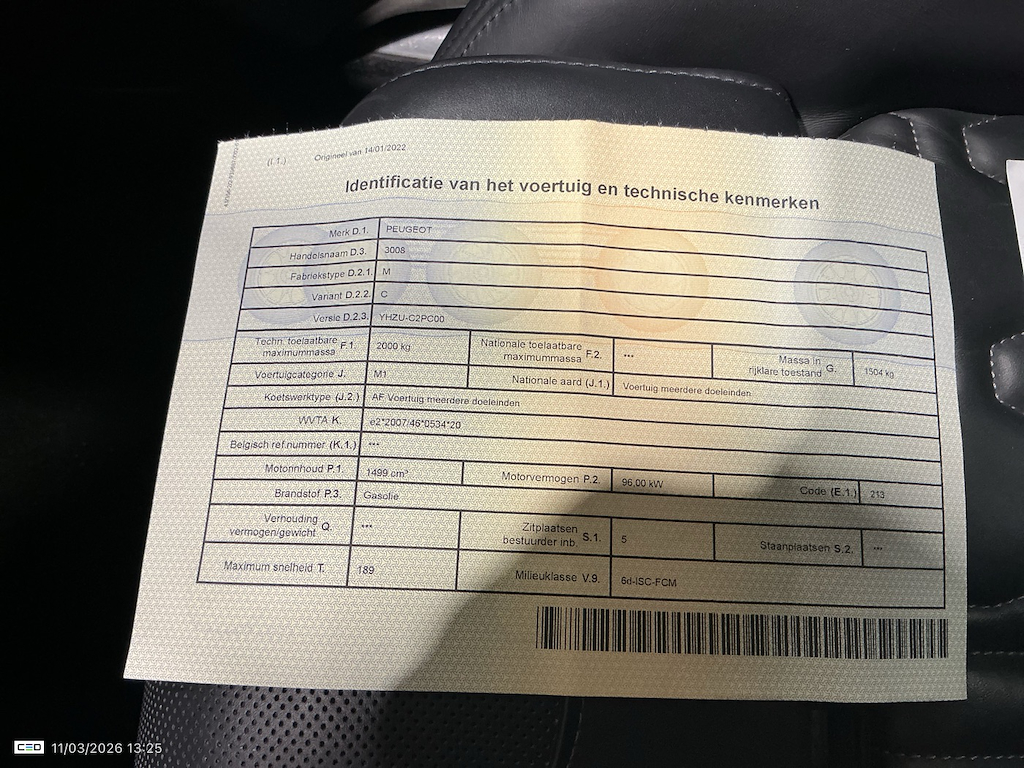 (I.1.) Origineel van 14/01/2022
Identificatie van het voertuig en technische kenmerken
Merk D.1. PEUGEOT
Handelsnaam D.3. 3008
Fabriekstype D.2.1. M
Variant D.2.2. C
Versie D.2.3. YHZU-C2PC00
Techn. toelaatbare maximummassa F.1. 2000 kg Nationale toelaatbare maximummassa F.2. *** Massa in rijklare toestand G. 1504 kg
Voertuigcategorie J. M1 Nationale aard (J.1.) Voertuig meerdere doeleinden
Koetswerktype (J.2.) AF Voertuig meerdere doeleinden
WVTA K. e2*2007/46*0534*20
Belgisch ref.nummer (K.1.) ***
Motorinhoud P.1. 1499 cm³ Motorvermogen P.2. 96,00 kW Code (E.1.) 213
Brandstof P.3. Gasolie
Verhouding vermogen/gewicht Q. *** Zitplaatsen bestuurder inb. S.1. 5 Staanplaatsen S.2. ***
Maximum snelheid T. 189 Milieuklasse V.9. 6d-ISC-FCM
CEO 11/03/2026 13:25